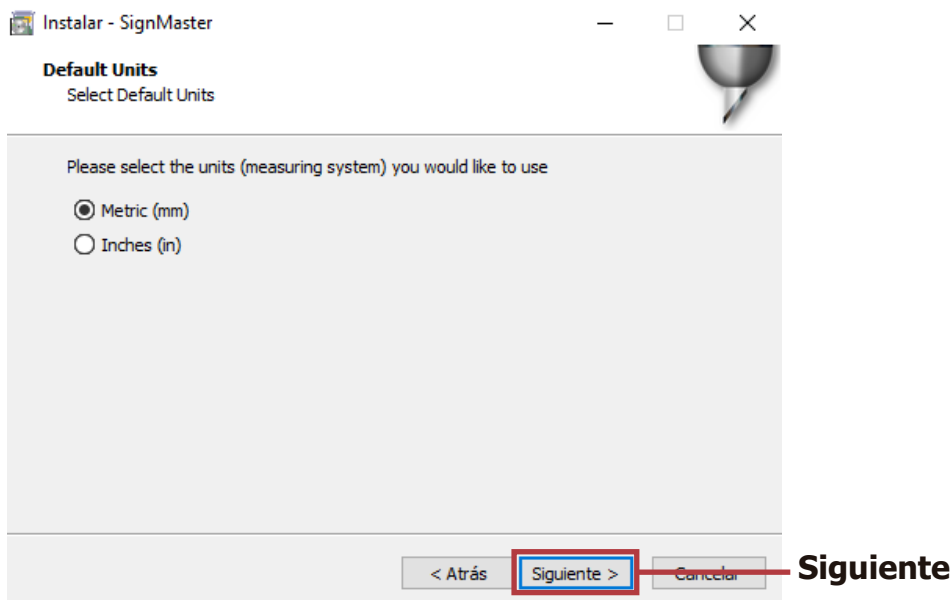 Instalar - SignMaster
Default Units
Select Default Units
Please select the units (measuring system) you would like to use
Metric (mm)
Inches (in)
< Atrás Siguiente > Cancelar Siguiente